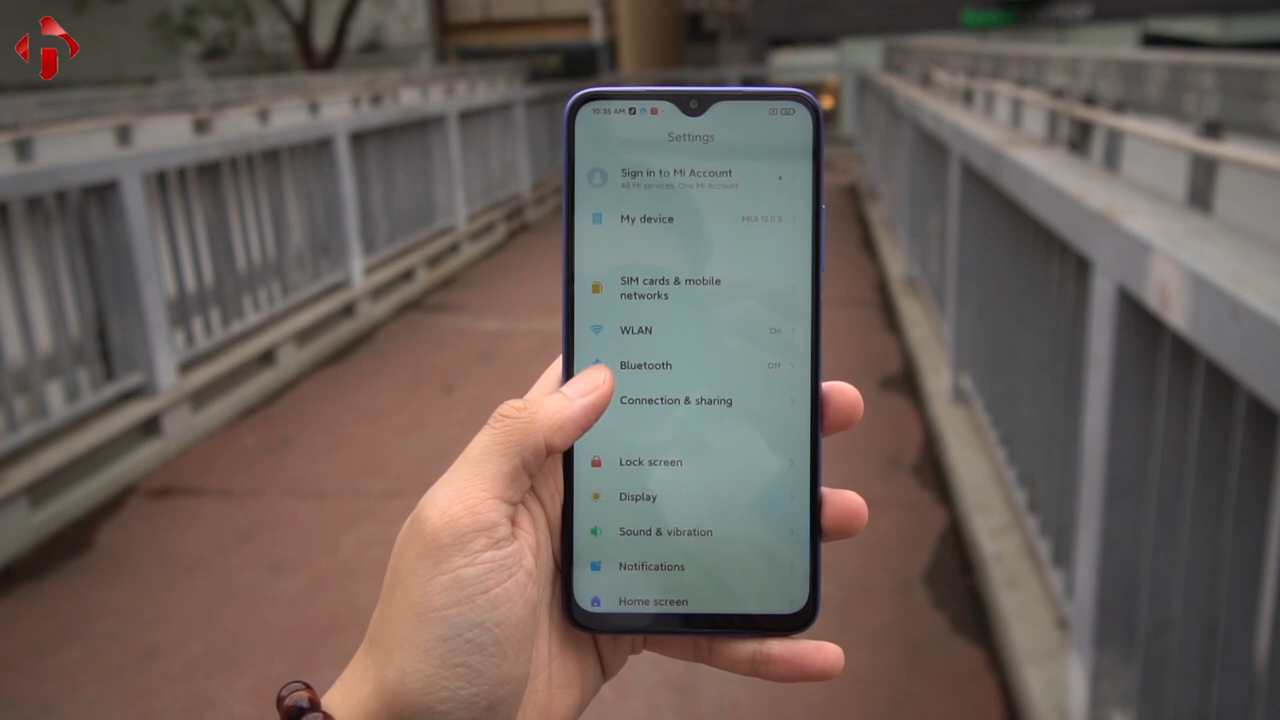 10:35 AM
Settings
Sign in to Mi Account
All Mi services, One Mi Account
My device
MIUI 12.0.3
SIM cards & mobile
networks
WLAN
On
Bluetooth
Off
Connection & sharing
Lock screen
Display
Sound & vibration
Notifications
Home screen